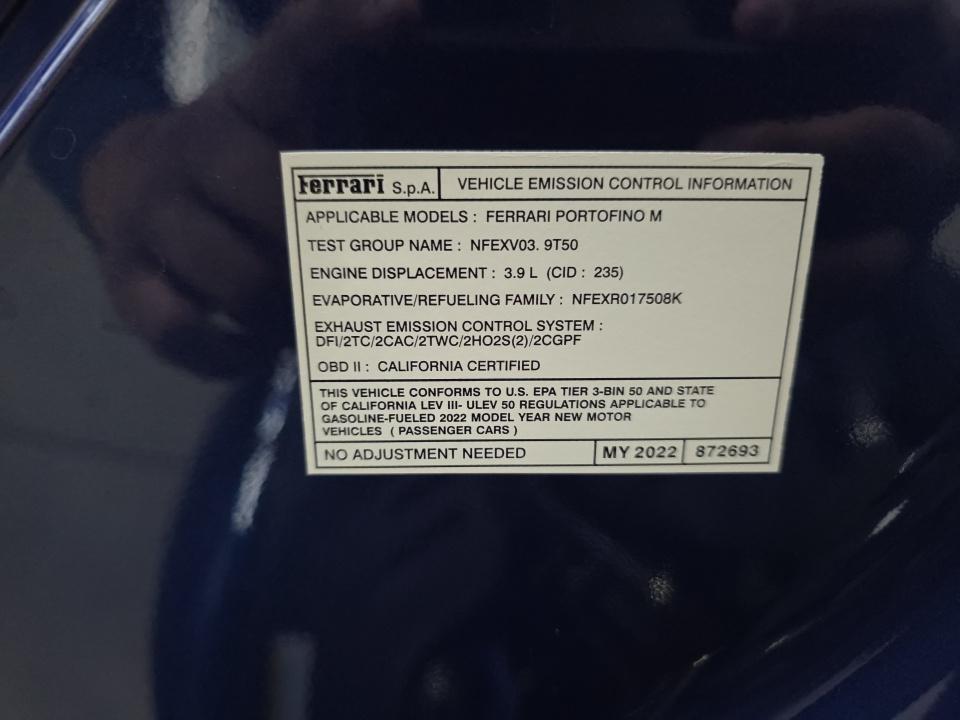 Ferrari S.p.A. VEHICLE EMISSION CONTROL INFORMATION
APPLICABLE MODELS : FERRARI PORTOFINO M
TEST GROUP NAME : NFEXV03. 9T50
ENGINE DISPLACEMENT : 3.9 L (CID : 235)
EVAPORATIVE/REFUELING FAMILY : NFEXR017508K
EXHAUST EMISSION CONTROL SYSTEM :
DFI/2TC/2CAC/2TWC/2HO2S(2)/2CGPF
OBD II : CALIFORNIA CERTIFIED
THIS VEHICLE CONFORMS TO U.S. EPA TIER 3-BIN 50 AND STATE
OF CALIFORNIA LEV III- ULEV 50 REGULATIONS APPLICABLE TO
GASOLINE-FUELED 2022 MODEL YEAR NEW MOTOR
VEHICLES ( PASSENGER CARS )
NO ADJUSTMENT NEEDED MY 2022 872693